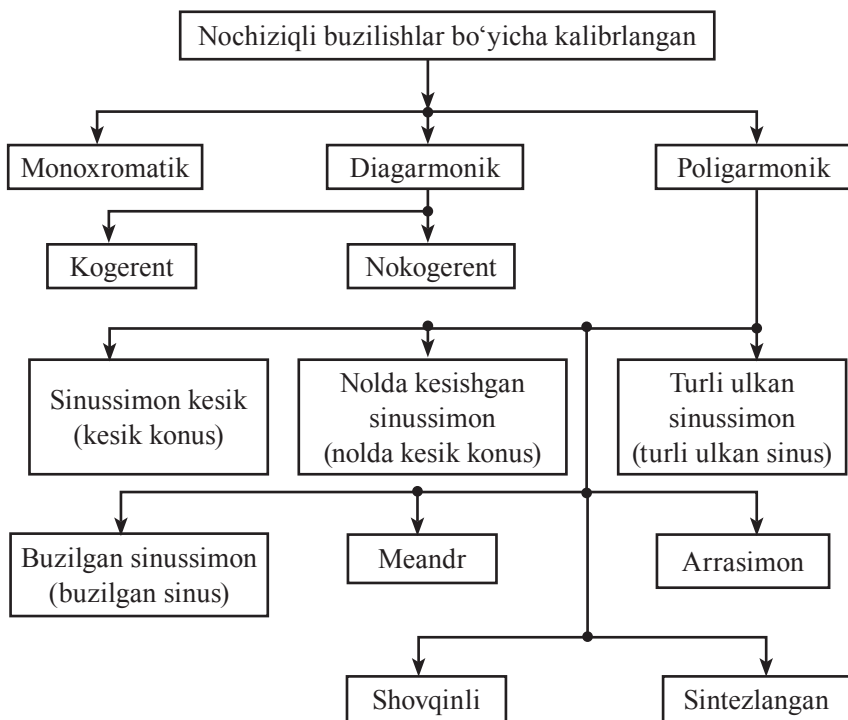 Nochiziqli buzilishlar bo‘yicha kalibrlangan
Monoxromatik
Diagarmonik
Poligarmonik
Kogerent
Nokogerent
Sinussimon kesik
(kesik konus)
Nolda kesishgan
sinussimon
(nolda kesik konus)
Turli ulkan
sinussimon
(turli ulkan sinus)
Buzilgan sinussimon
(buzilgan sinus)
Meandr
Arrasimon
Shovqinli
Sintezlangan